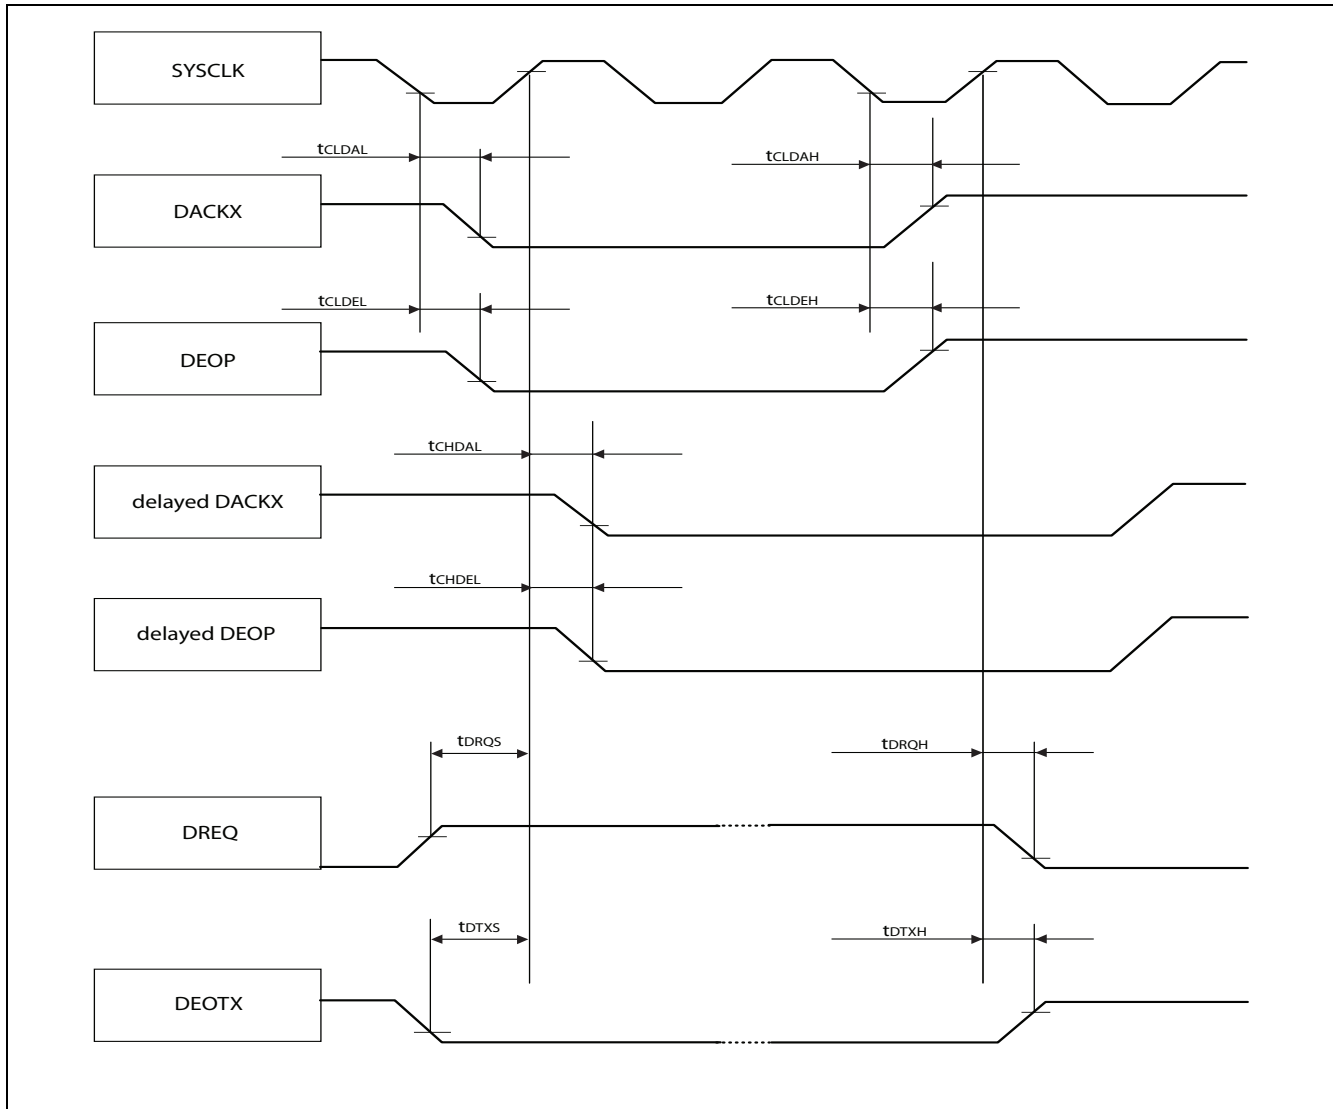 SYSCLK
tCLDAL
tCLDAH
DACKX
tCLDEL
tCLDEH
DEOP
tCHDAL
delayed DACKX
tCHDEL
delayed DEOP
tDRQS
tDRQH
DREQ
tDTXS
tDTXH
DEOTX